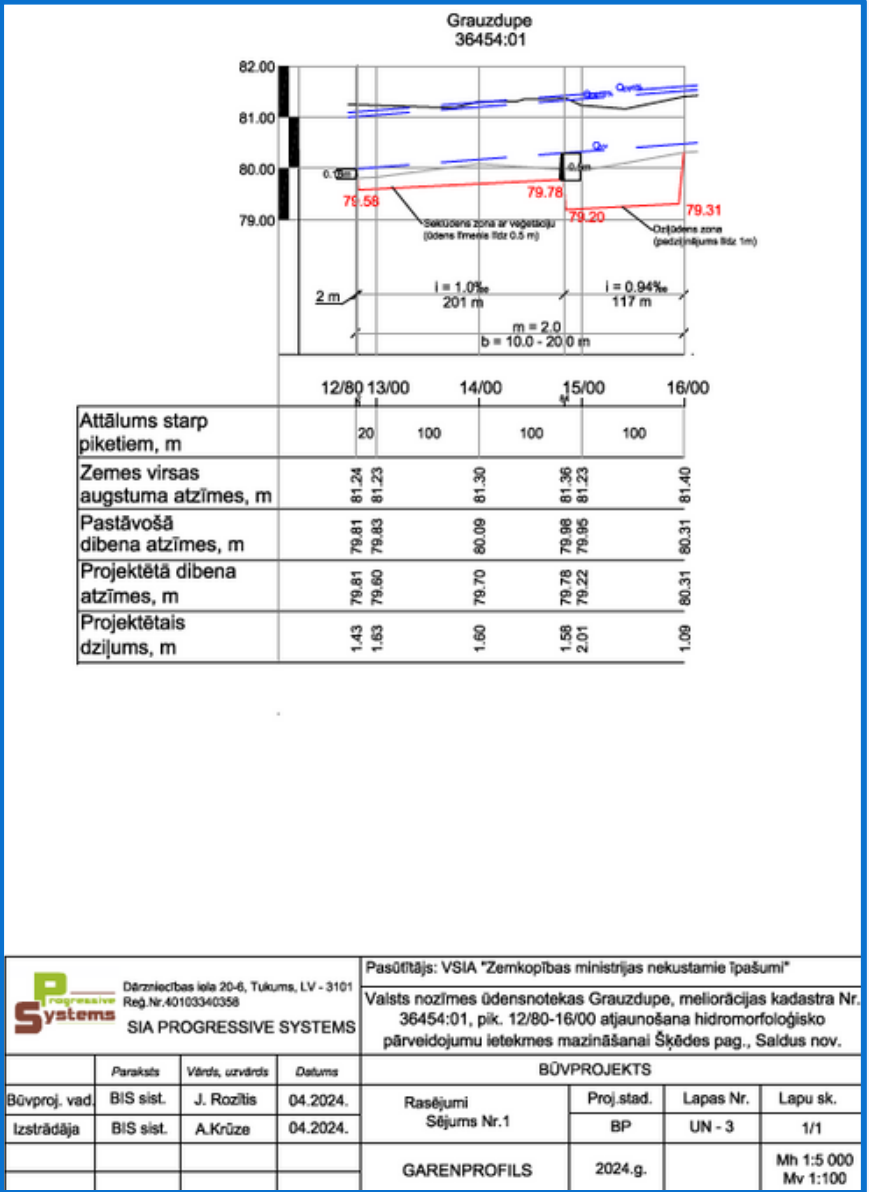 Grauzdupe
36454:01
82.00
81.00
80.00
79.00
79.58
79.78
79.20
79.31
Seklūdens zona ar veģetāciju
(ūdens līmenis līdz 0.5 m)
Dziļūdens zona
(padziļinājums līdz 1m)
2 m
i = 1.0‰
201 m
i = 0.94‰
117 m
m = 2.0
b = 10.0 - 20.0 m
12/80 13/00 14/00 15/00 16/00
Attālums starp
piketiem, m
20 100 100 100
Zemes virsas
augstuma atzīmes, m
81.24 81.23 81.30 81.36 81.23 81.40
Pastāvošā
dibena atzīmes, m
79.81 79.83 80.09 79.98 79.95 80.31
Projektētā dibena
atzīmes, m
79.81 79.60 79.70 79.78 79.22 80.31
Projektētais
dziļums, m
1.43 1.63 1.60 1.58 2.01 1.09
Progressive
Systems
Dārzniecības iela 20-6, Tukums, LV - 3101
Reģ.Nr.40103340358
SIA PROGRESSIVE SYSTEMS
Pasūtītājs: VSIA "Zemkopības ministrijas nekustamie īpašumi"
Valsts nozīmes ūdensnotekas Grauzdupe, meliorācijas kadastra Nr.
36454:01, pik. 12/80-16/00 atjaunošana hidromorfoloģisko
pārveidojumu ietekmes mazināšanai Šķēdes pag., Saldus nov.
Paraksts Vārds, uzvārds Datums
BŪVPROJEKTS
Būvproj. vad. BIS sist. J. Rozītis 04.2024.
Izstrādāja BIS sist. A.Krūze 04.2024.
Rasējumi
Sējums Nr.1
Proj.stad. Lapas Nr. Lapu sk.
BP UN - 3 1/1
GARENPROFILS
2024.g.
Mh 1:5 000
Mv 1:100